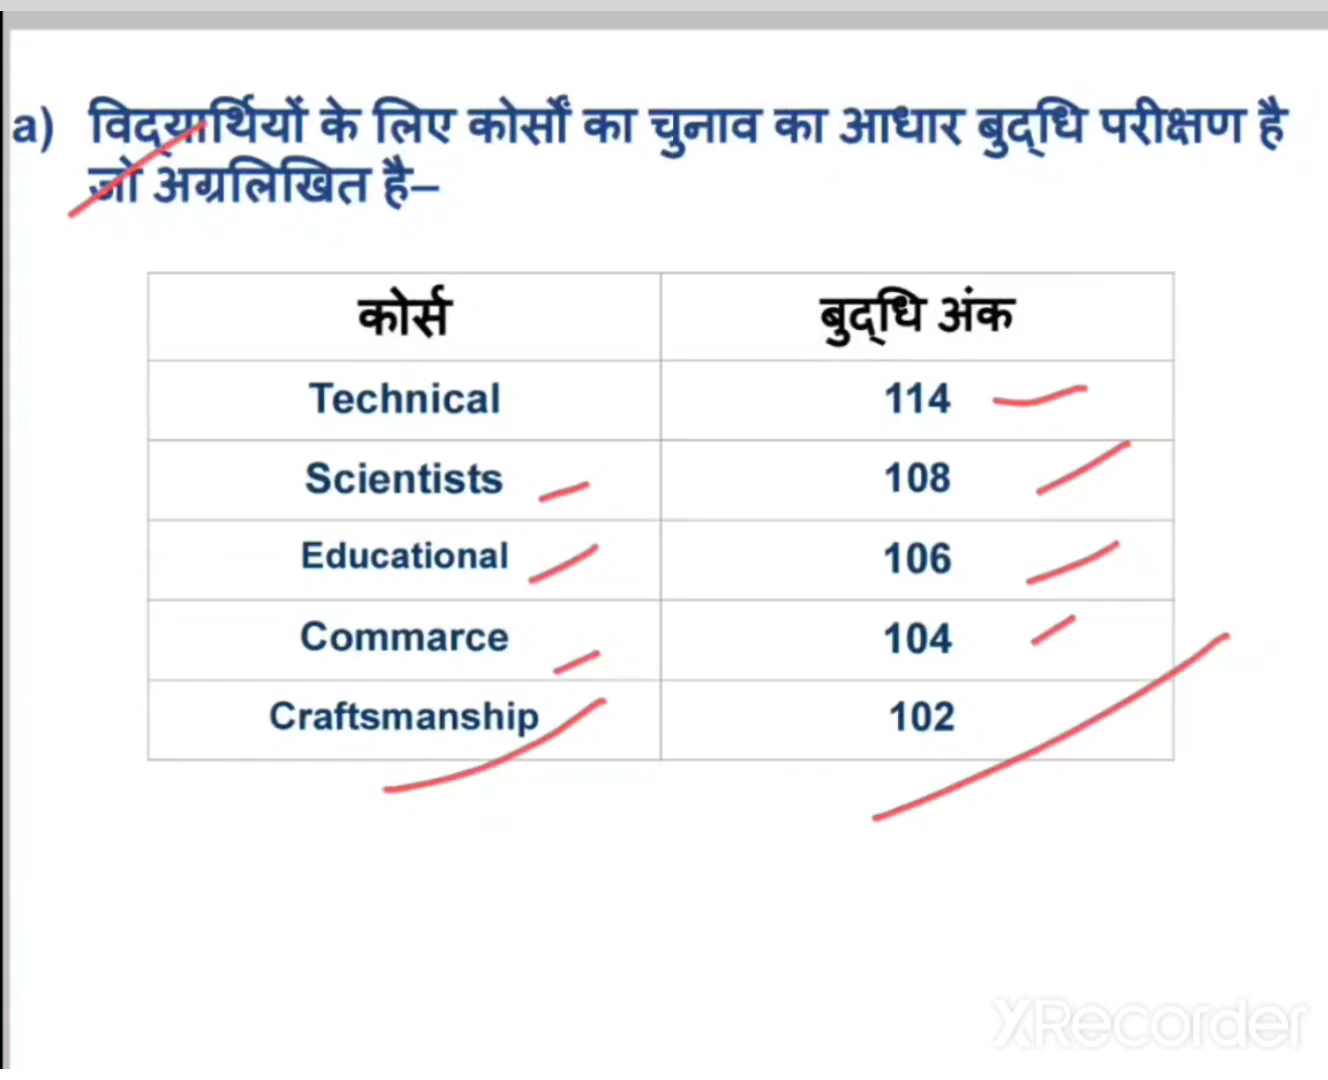 a) विद्यार्थियों के लिए कोर्सों का चुनाव का आधार बुद्धि परीक्षण है
जो अग्रलिखित है–
कोर्स बुद्धि अंक
Technical 114
Scientists 108
Educational 106
Commarce 104
Craftsmanship 102
XRecorder